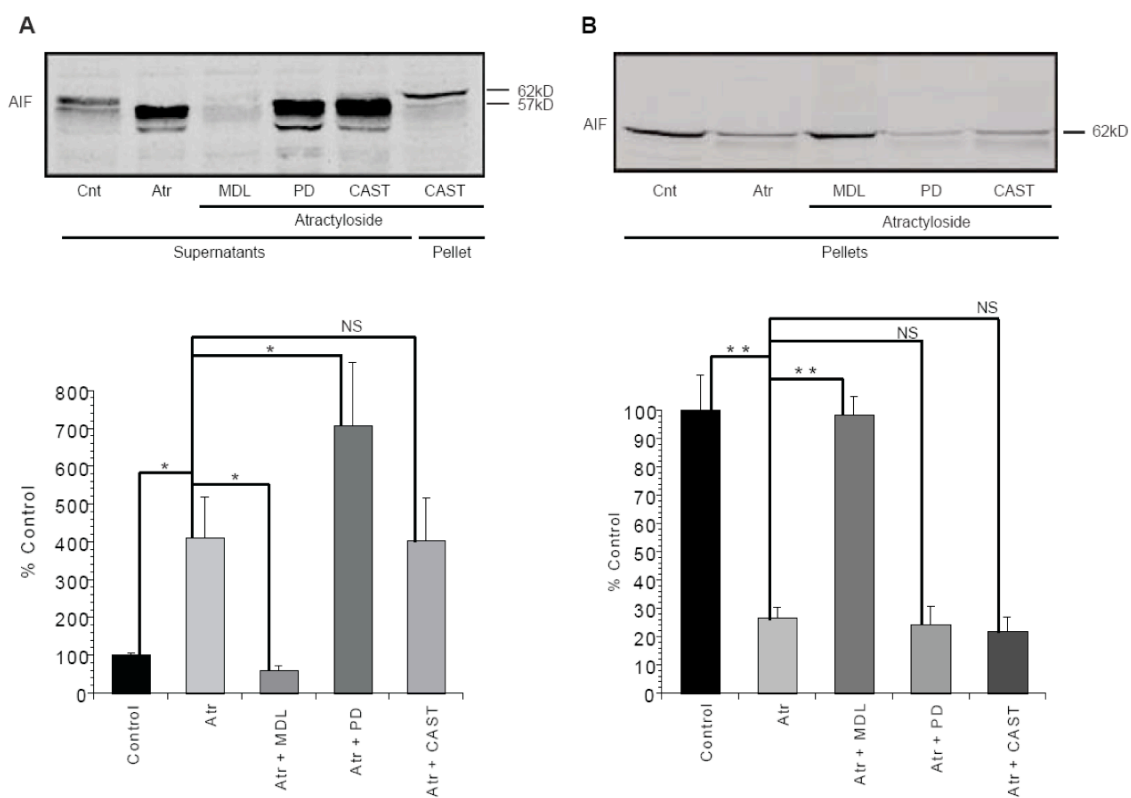 A
AIF
62kD
57kD
Cnt Atr MDL PD CAST CAST
Atractyloside
Supernatants Pellet
NS
*
*
*
% Control
800
700
600
500
400
300
200
100
0
Control
Atr
Atr + MDL
Atr + PD
Atr + CAST
B
AIF
62kD
Cnt Atr MDL PD CAST
Atractyloside
Pellets
NS
NS
* *
* *
% Control
100
90
80
70
60
50
40
30
20
10
0
Control
Atr
Atr + MDL
Atr + PD
Atr + CAST